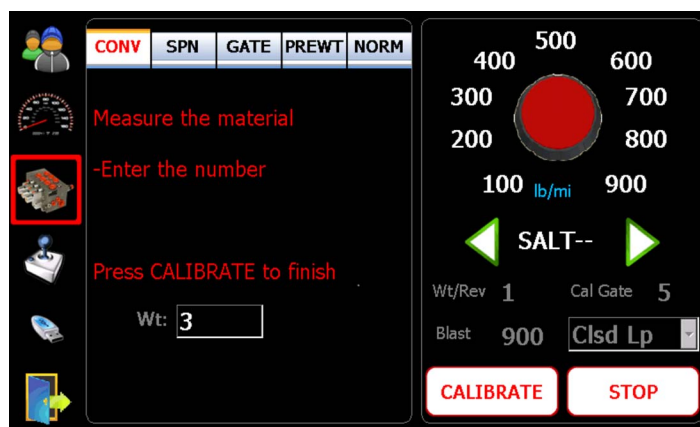 CONV SPN GATE PREWT NORM
Measure the material
-Enter the number
Press CALIBRATE to finish
Wt: 3
500
400 600
300 700
200 800
100 lb/mi 900
SALT--
Wt/Rev 1 Cal Gate 5
Blast 900 Clsd Lp
CALIBRATE STOP